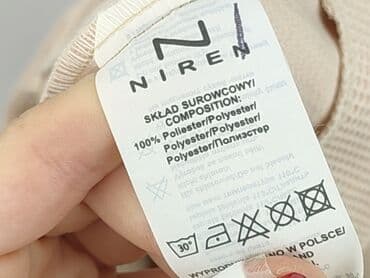 N
NIREN
SKŁAD SUROWCOWY/
COMPOSITION:
100% Poliester/Polyester/
Polyester/Polyester/
Polyester/Полиэстер
30°
WYPRODUKOWANO W POLSCE/